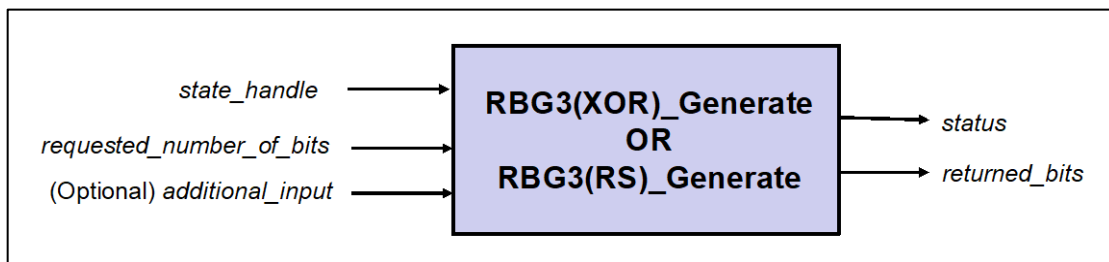 state_handle
requested_number_of_bits
(Optional) additional_input
RBG3(XOR)_Generate
OR
RBG3(RS)_Generate
status
returned_bits